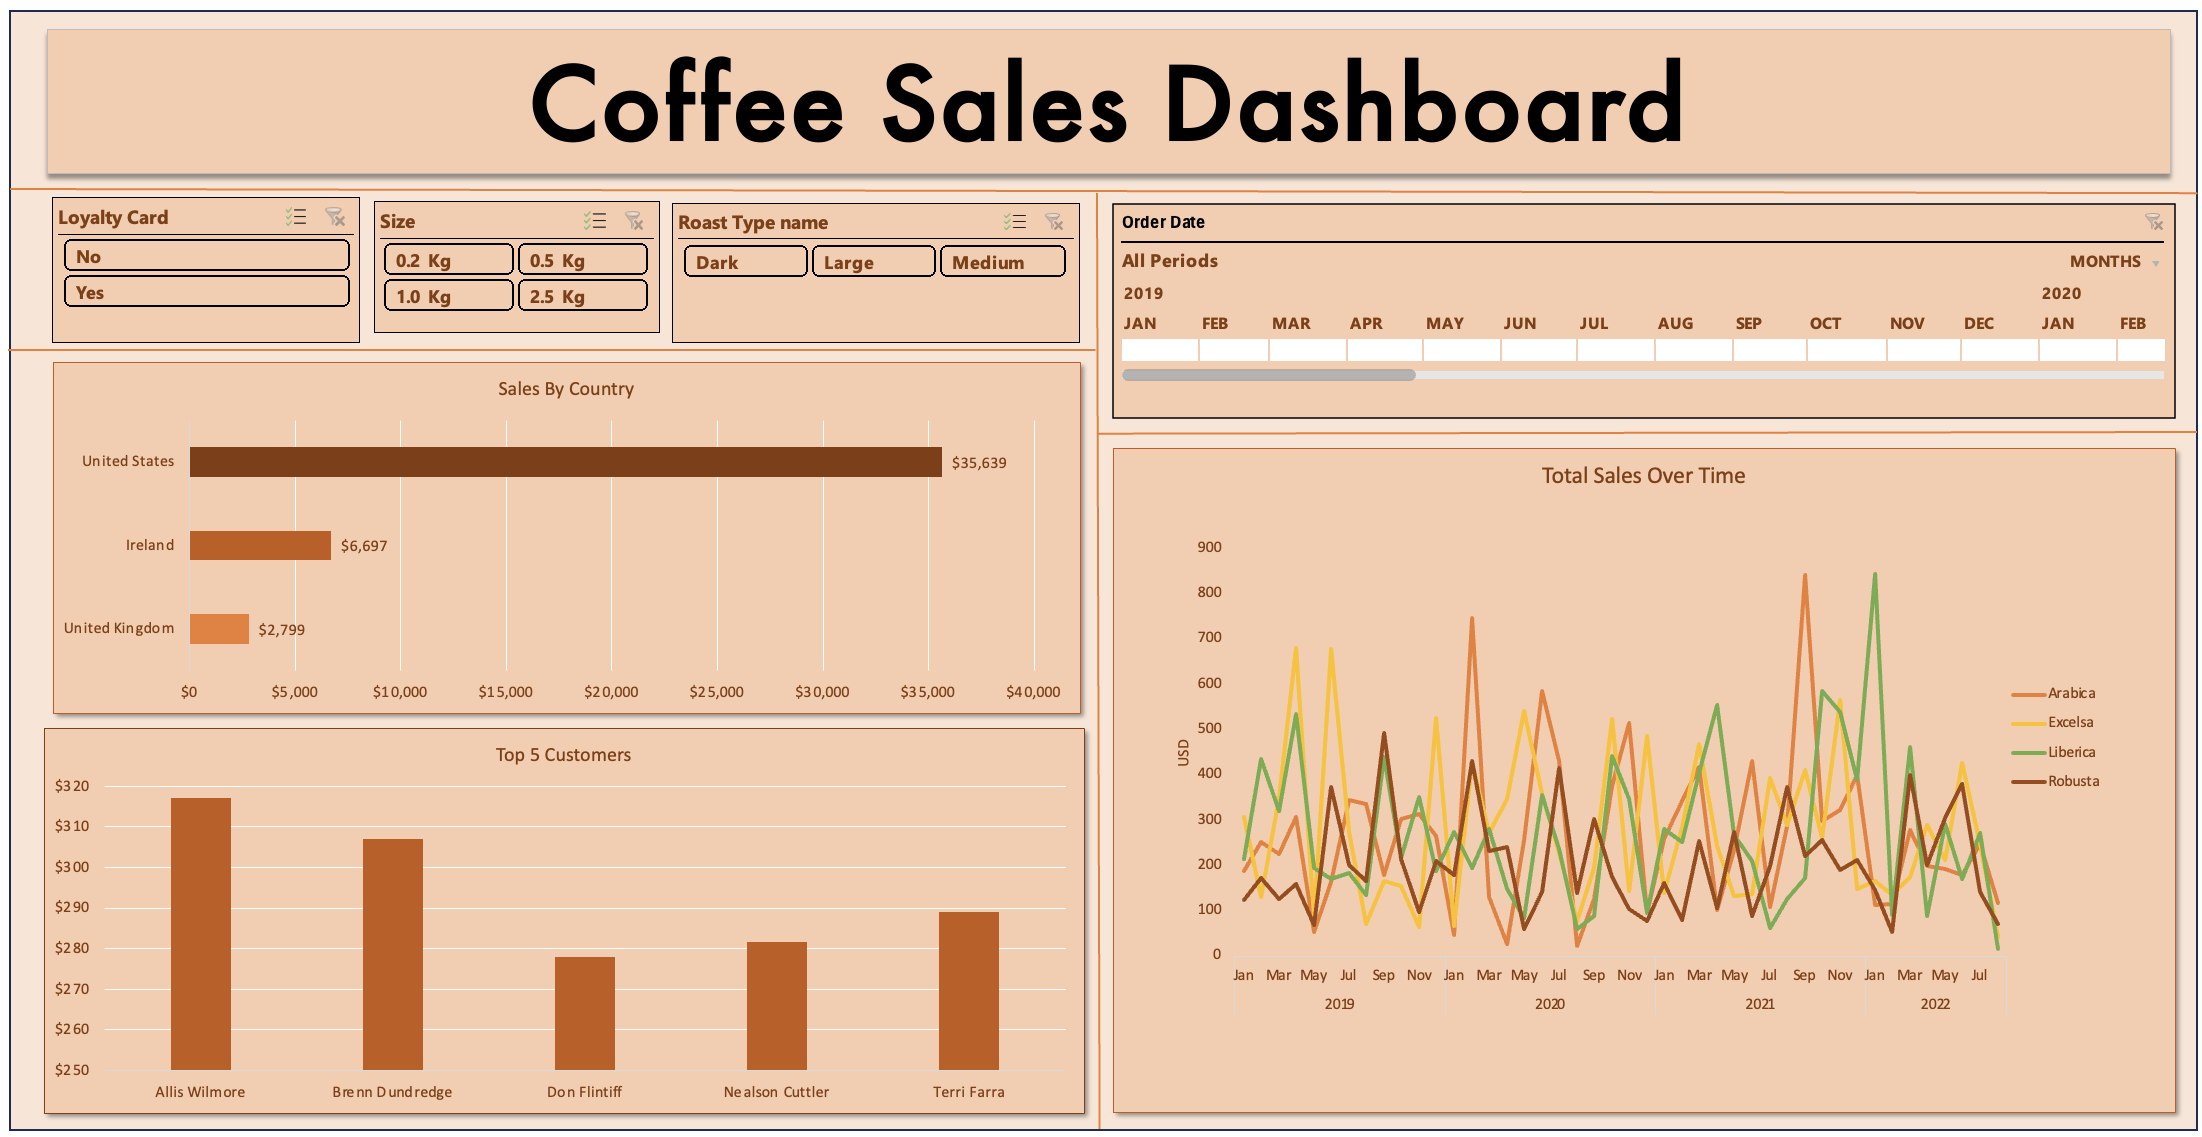 Coffee Sales Dashboard
Loyalty Card
No
Yes
Size
0.2 Kg 0.5 Kg
1.0 Kg 2.5 Kg
Roast Type name
Dark Large Medium
Order Date
All Periods MONTHS
2019 2020
JAN FEB MAR APR MAY JUN JUL AUG SEP OCT NOV DEC JAN FEB
Sales By Country
United States $35,639
Ireland $6,697
United Kingdom $2,799
$0 $5,000 $10,000 $15,000 $20,000 $25,000 $30,000 $35,000 $40,000
Top 5 Customers
$320
$310
$300
$290
$280
$270
$260
$250
Allis Wilmore Brenn Dundredge Don Flintiff Nealson Cuttler Terri Farra
Total Sales Over Time
900
800
700
600
500
400
300
200
100
0
USD
Jan Mar May Jul Sep Nov Jan Mar May Jul Sep Nov Jan Mar May Jul Sep Nov Jan Mar May Jul
2019 2020 2021 2022
Arabica
Excelsa
Liberica
Robusta